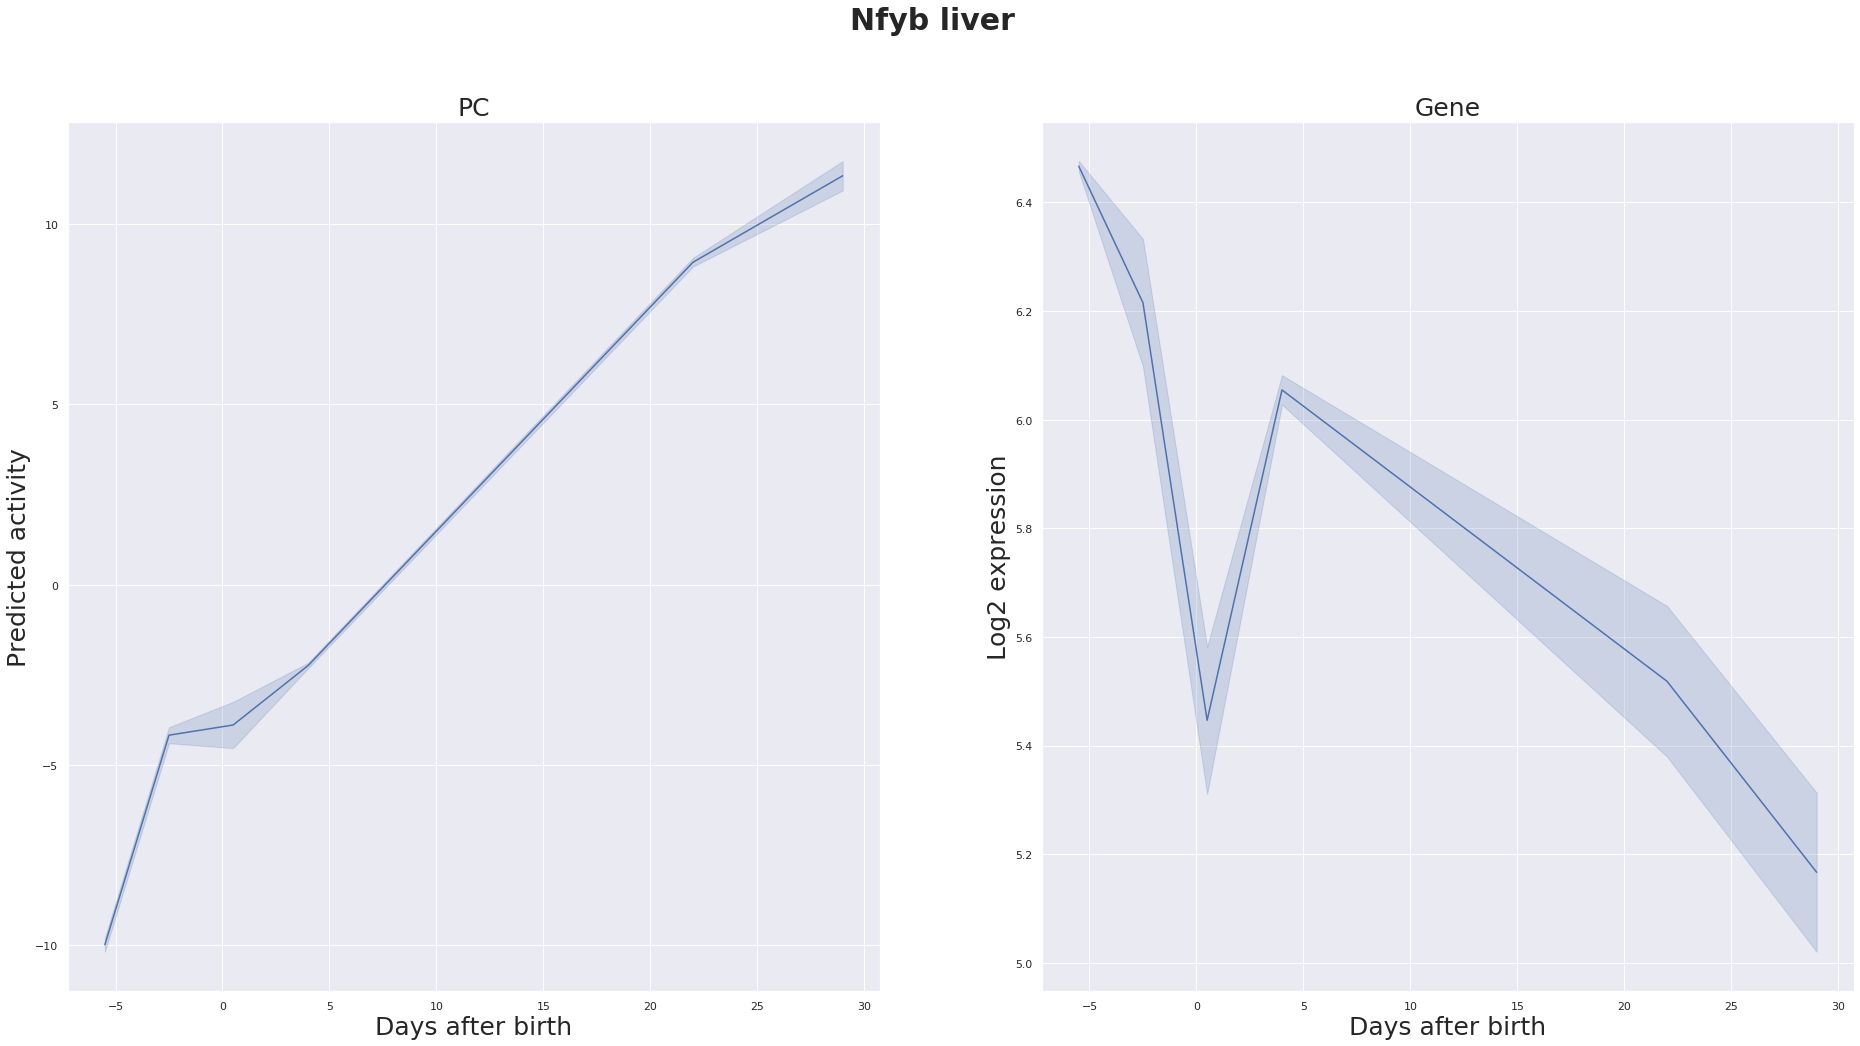 Nfyb liver
PC
Predicted activity
10
5
0
−5
−10
−5 0 5 10 15 20 25 30
Days after birth
Gene
Log2 expression
6.4
6.2
6.0
5.8
5.6
5.4
5.2
5.0
−5 0 5 10 15 20 25 30
Days after birth